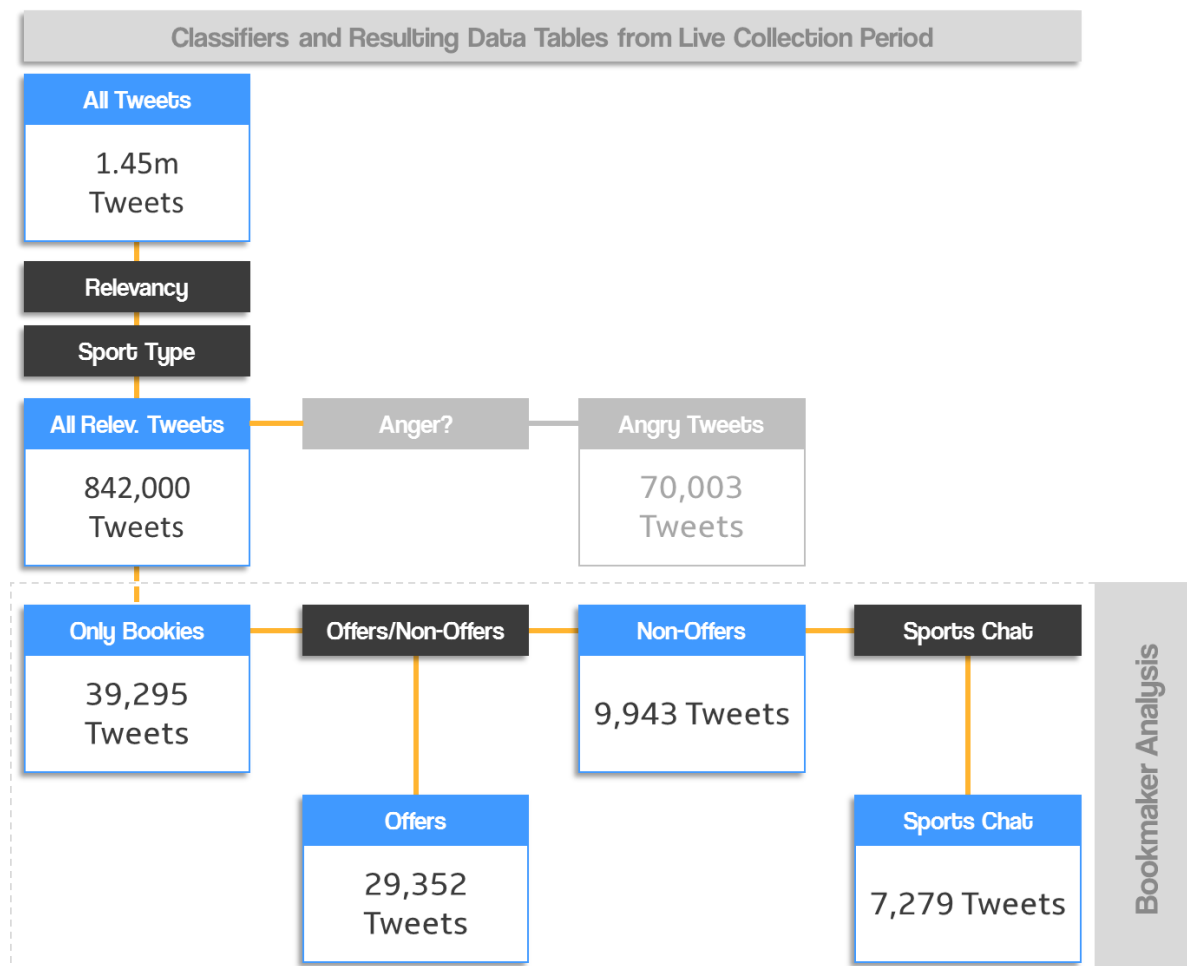 Classifiers and Resulting Data Tables from Live Collection Period
All Tweets
1.45m
Tweets
Relevancy
Sport Type
All Relev. Tweets
Anger?
Angry Tweets
842,000
Tweets
70,003
Tweets
Only Bookies
Offers/Non-Offers
Non-Offers
Sports Chat
39,295
Tweets
9,943 Tweets
Offers
29,352
Tweets
Sports Chat
7,279 Tweets
Bookmaker Analysis